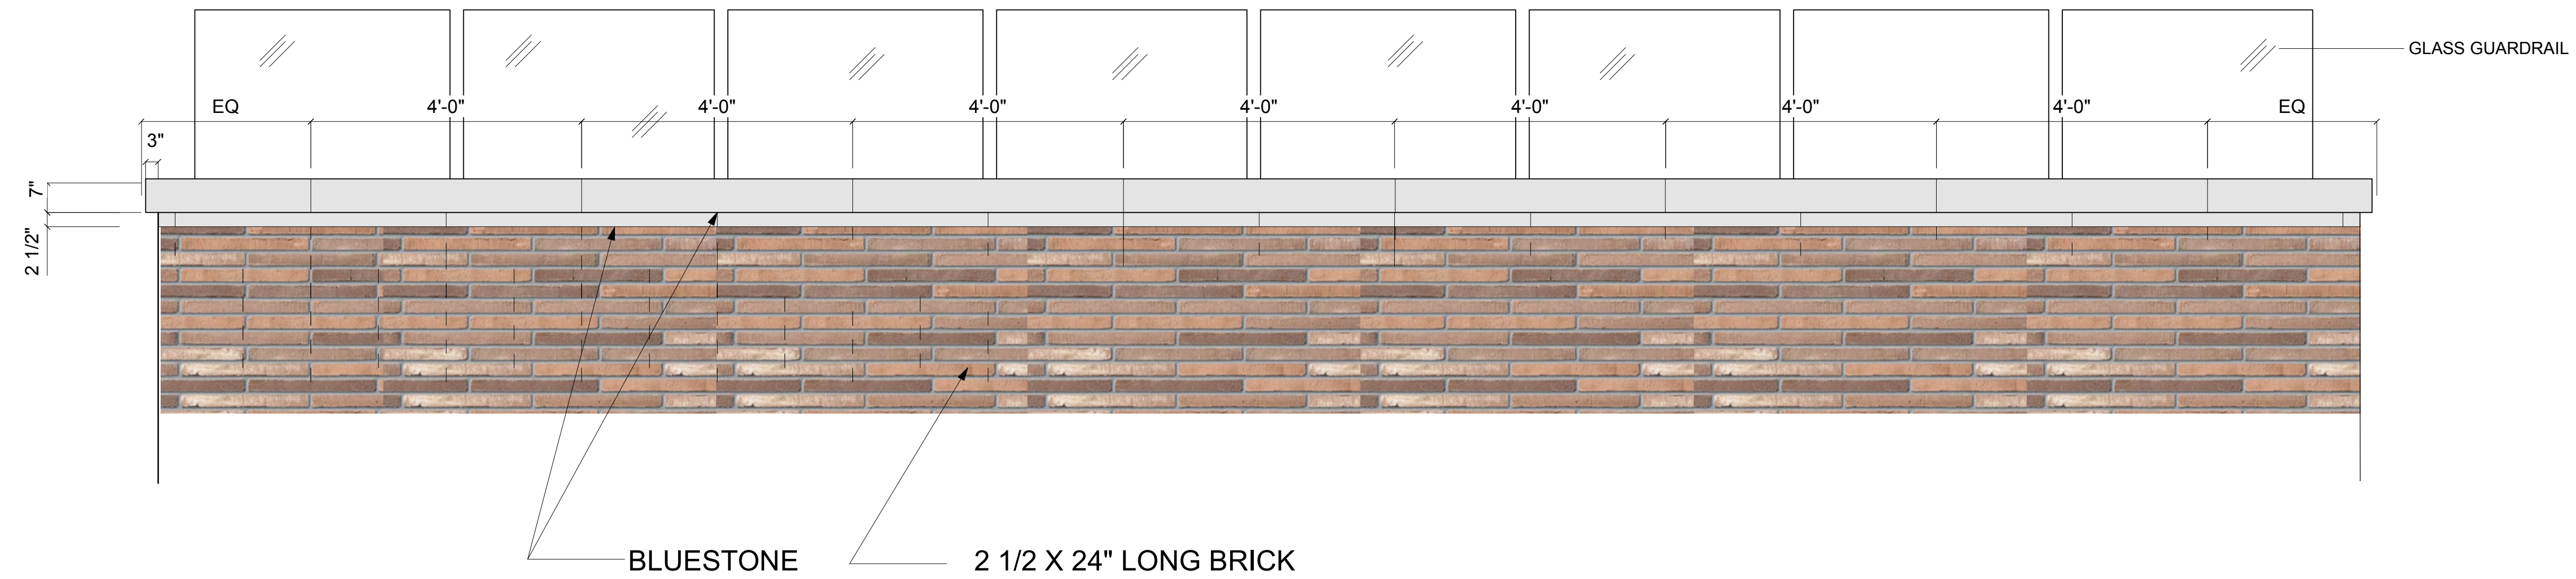 GLASS GUARDRAIL
EQ 4'-0" 4'-0" 4'-0" 4'-0" 4'-0" 4'-0" 4'-0" EQ
3"
7"
2 1/2"
BLUESTONE
2 1/2 X 24" LONG BRICK